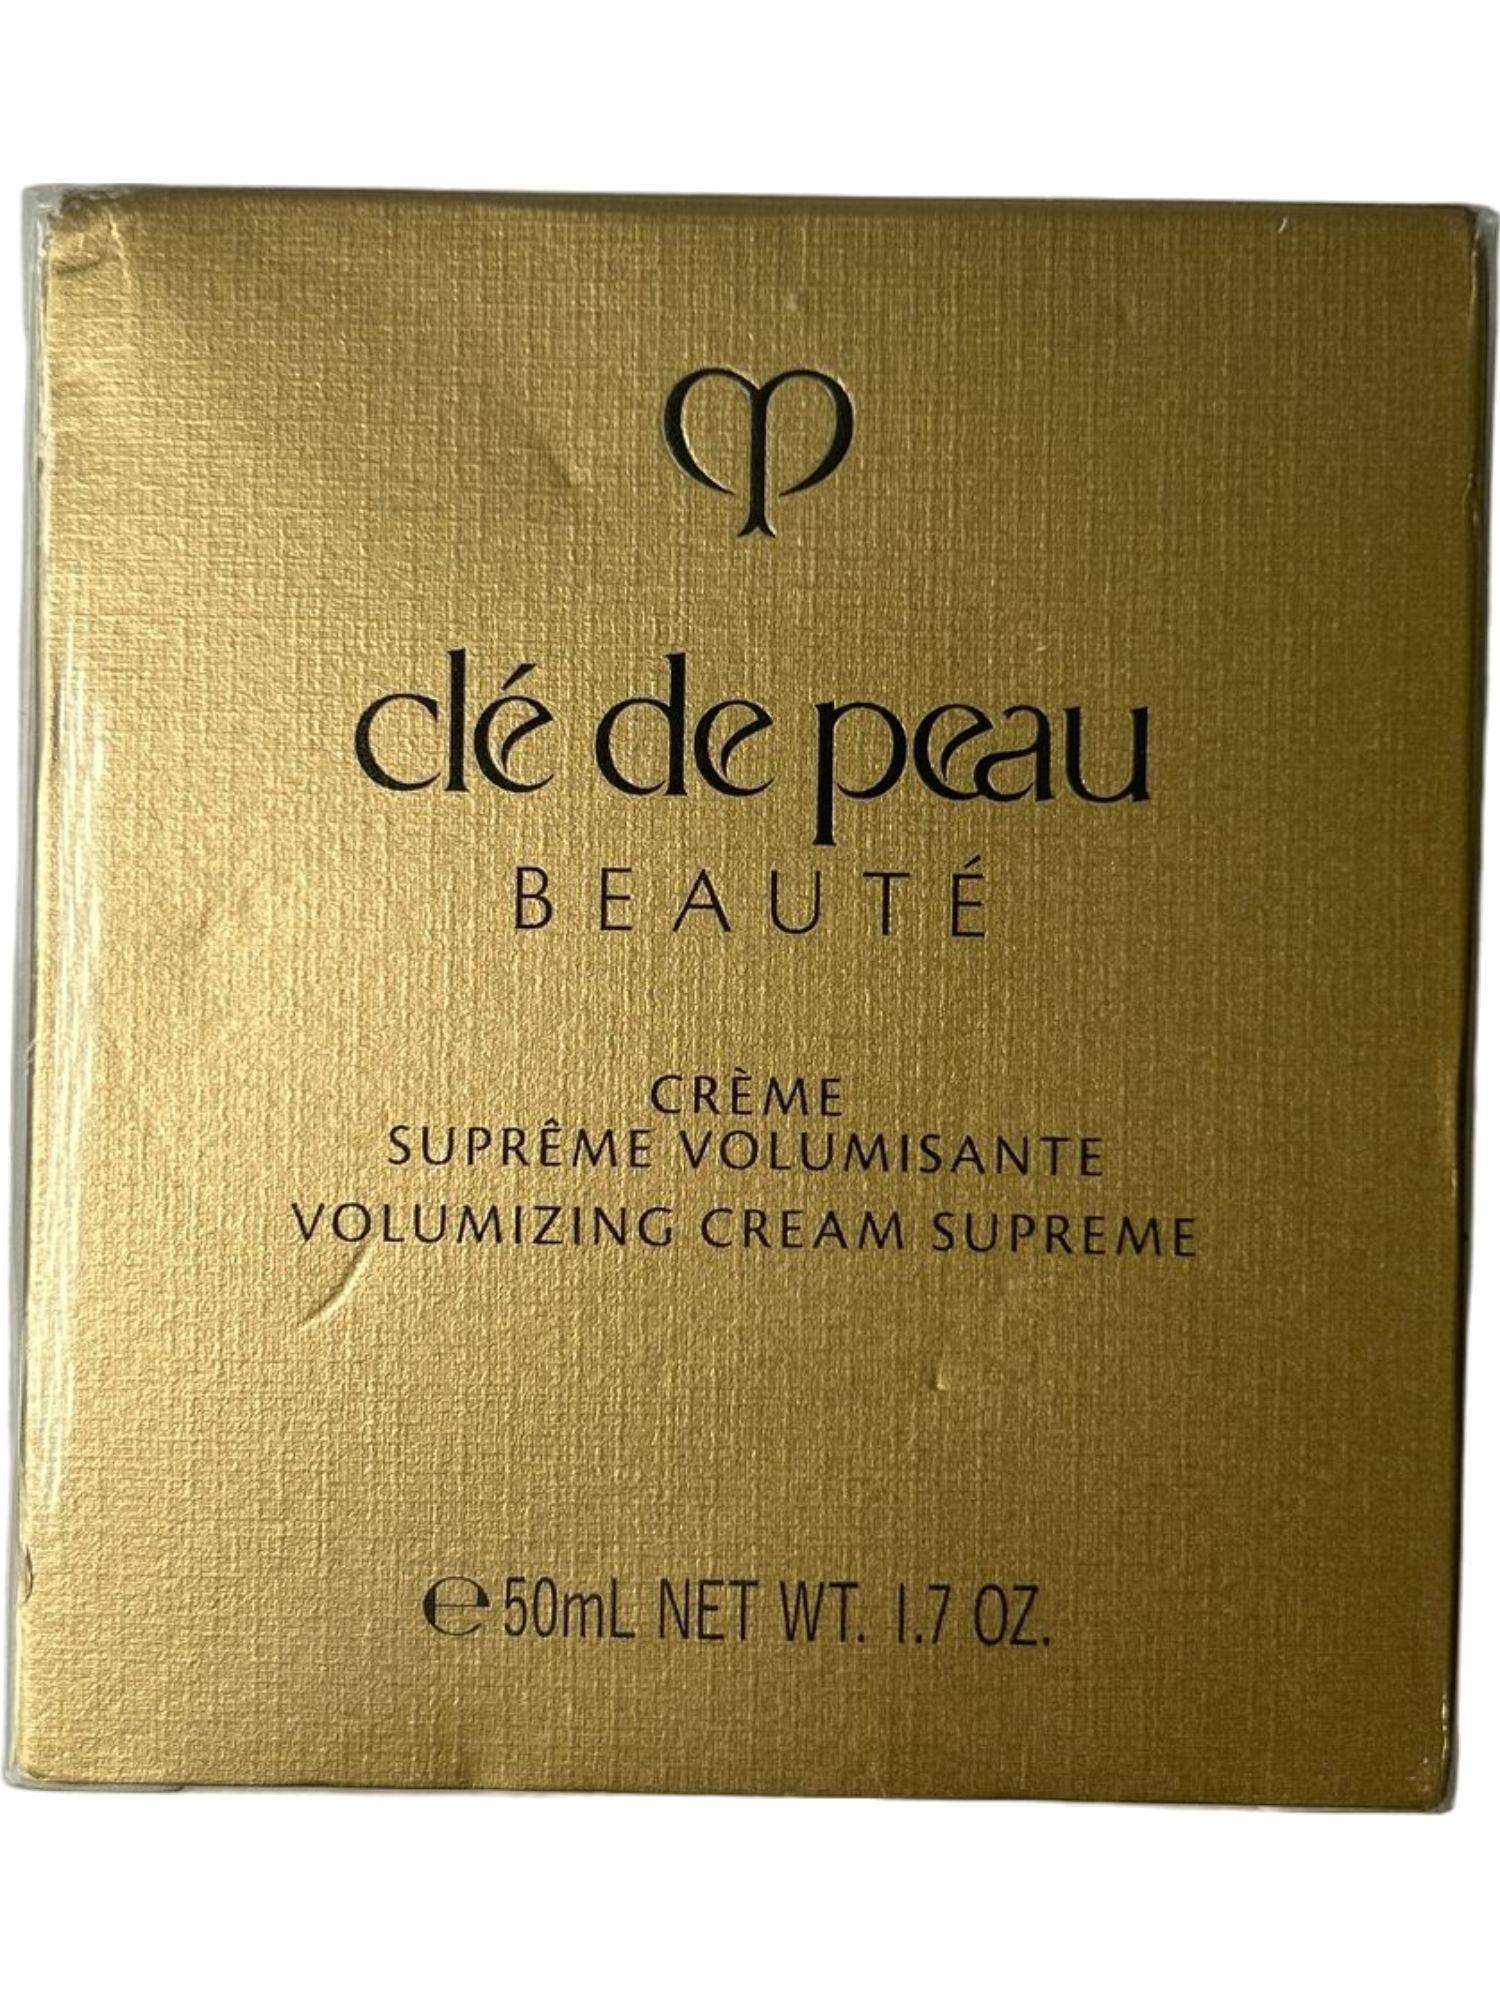 clé de peau
BEAUTÉ
CRÈME
SUPRÊME VOLUMISANTE
VOLUMIZING CREAM SUPREME
℮50mL NET WT. 1.7 OZ.